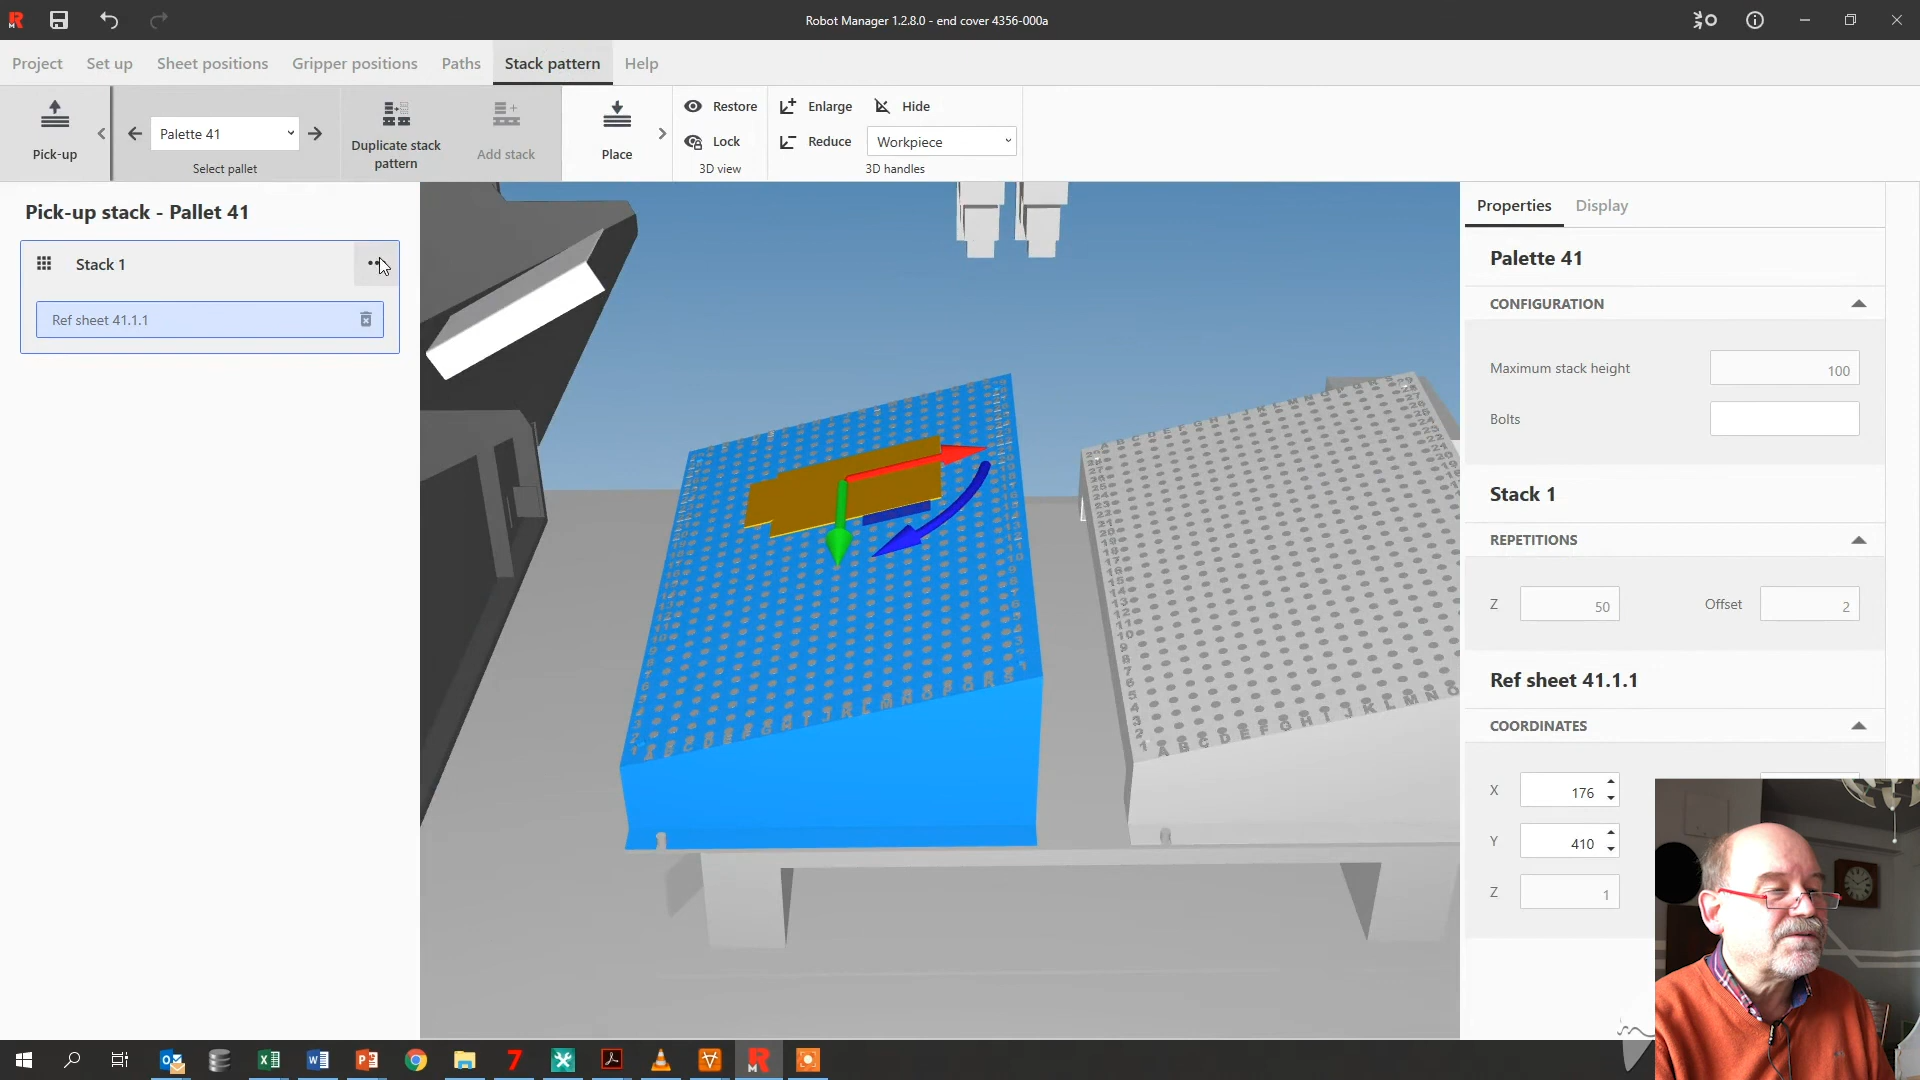 Robot Manager 1.2.8.0 - end cover 4356-000a
Project
Set up
Sheet positions
Gripper positions
Paths
Stack pattern
Help
Pick-up
Palette 41
Select pallet
Duplicate stack
pattern
Add stack
Place
Restore
Lock
3D view
Enlarge
Hide
Reduce
Workpiece
3D handles
Pick-up stack - Pallet 41
Stack 1
Ref sheet 41.1.1
Properties
Display
Palette 41
CONFIGURATION
Maximum stack height
100
Bolts
Stack 1
REPETITIONS
Z
50
Offset
2
Ref sheet 41.1.1
COORDINATES
X
176
Y
410
Z
1